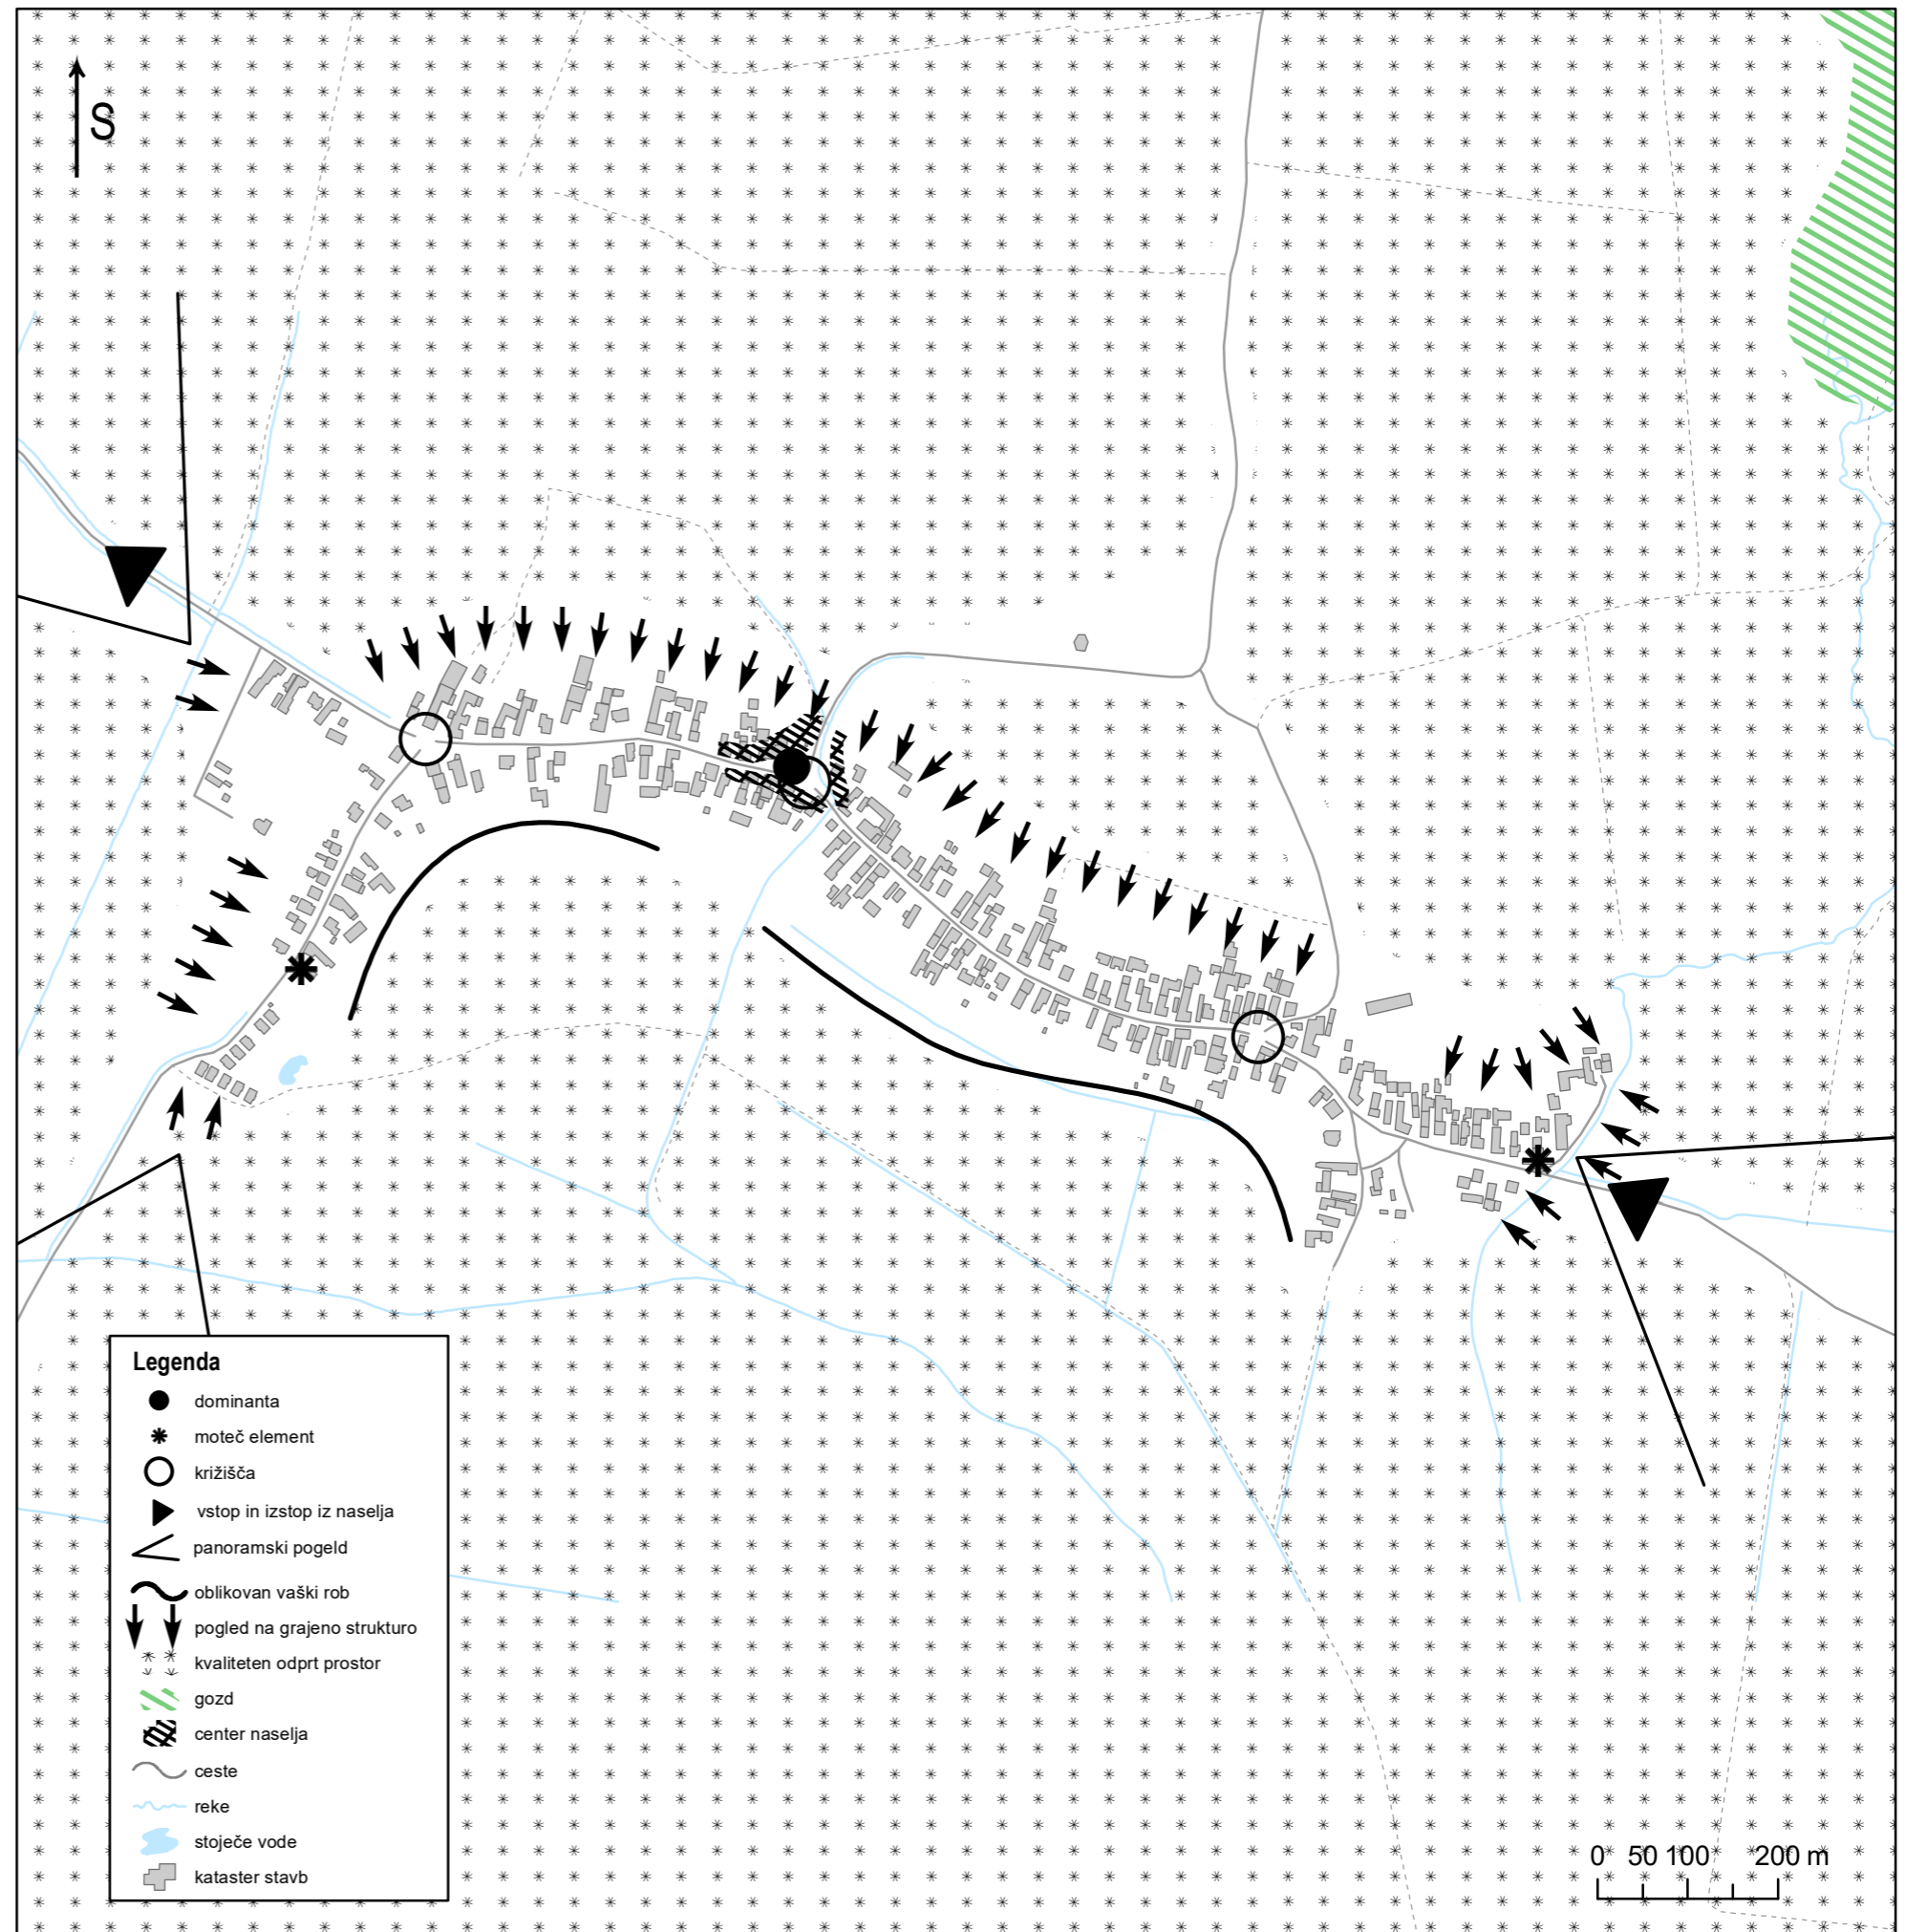 S
Legenda
dominanta
moteč element
križišča
vstop in izstop iz naselja
panoramski pogeld
oblikovan vaški rob
pogled na grajeno strukturo
kvaliteten odprt prostor
gozd
center naselja
ceste
reke
stoječe vode
kataster stavb
0 50 100 200 m